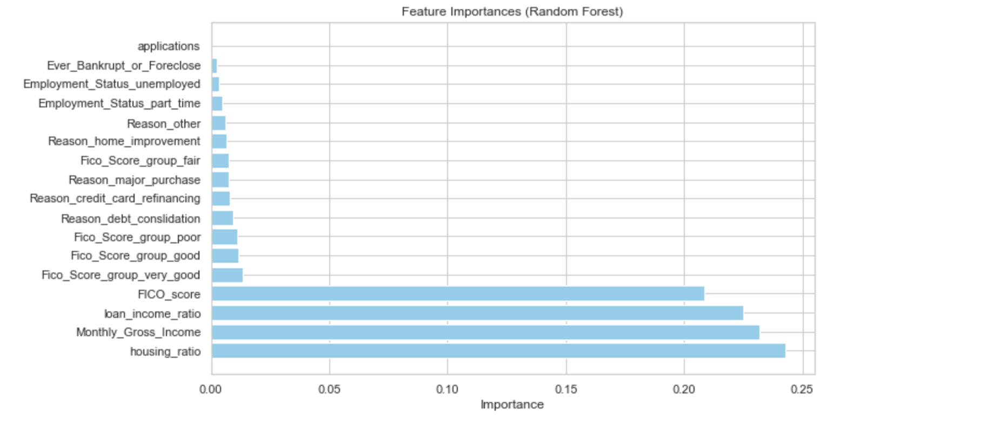 Feature Importances (Random Forest)
applications
Ever_Bankrupt_or_Foreclose
Employment_Status_unemployed
Employment_Status_part_time
Reason_other
Reason_home_improvement
Fico_Score_group_fair
Reason_major_purchase
Reason_credit_card_refinancing
Reason_debt_conslidation
Fico_Score_group_poor
Fico_Score_group_good
Fico_Score_group_very_good
FICO_score
loan_income_ratio
Monthly_Gross_Income
housing_ratio
0.00 0.05 0.10 0.15 0.20 0.25
Importance